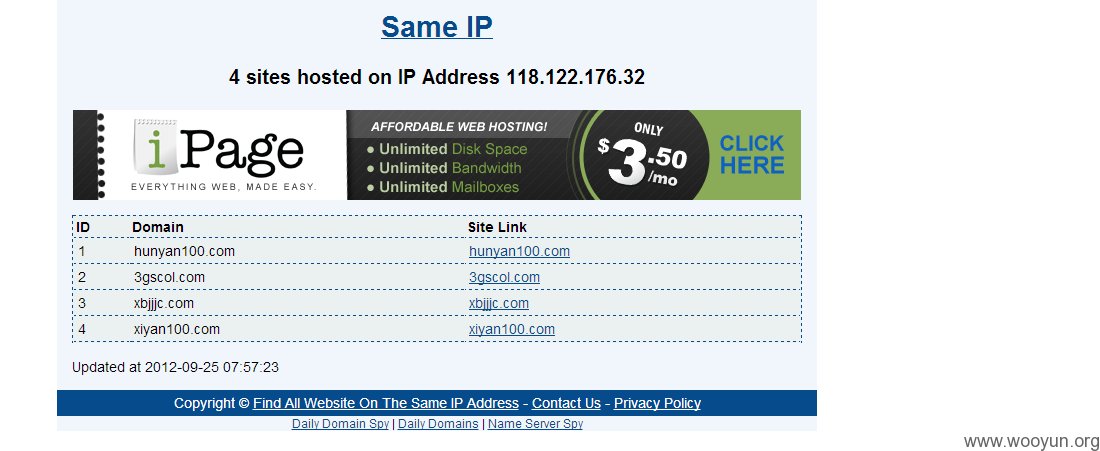 Same IP
4 sites hosted on IP Address 118.122.176.32
iPage
EVERYTHING WEB, MADE EASY.
AFFORDABLE WEB HOSTING!
● Unlimited Disk Space
● Unlimited Bandwidth
● Unlimited Mailboxes
ONLY
$3.50
/mo
CLICK
HERE
ID Domain Site Link
1 hunyan100.com hunyan100.com
2 3gscol.com 3gscol.com
3 xbjjjc.com xbjjjc.com
4 xiyan100.com xiyan100.com
Updated at 2012-09-25 07:57:23
Copyright © Find All Website On The Same IP Address - Contact Us - Privacy Policy
Daily Domain Spy | Daily Domains | Name Server Spy
www.wooyun.org